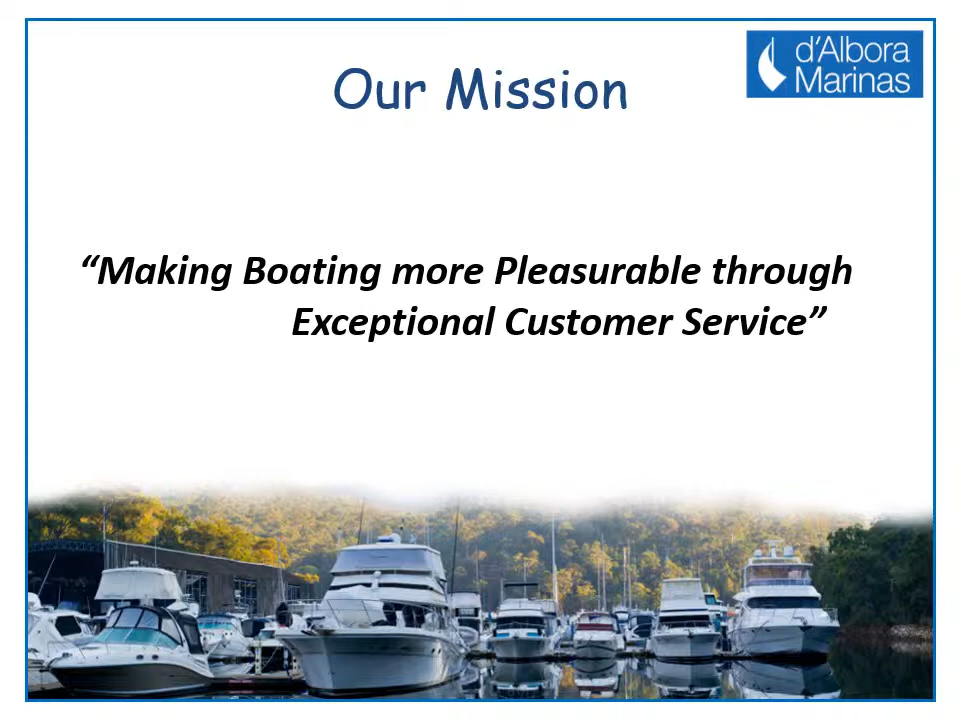 d'Albora
Marinas
Our Mission
“Making Boating more Pleasurable through
Exceptional Customer Service”